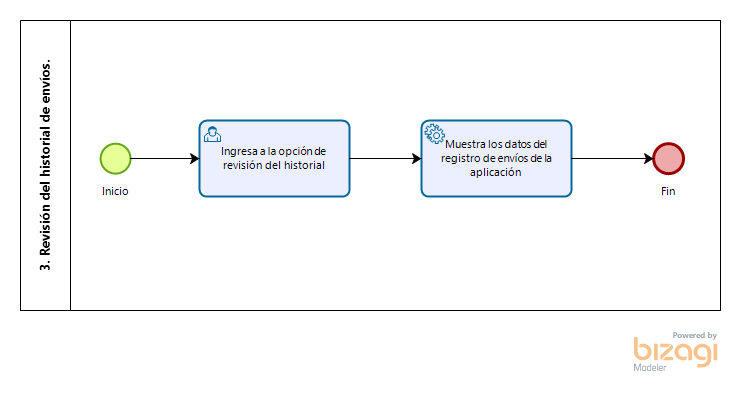 3. Revisión del historial de envíos.
Inicio
Ingresa a la opción de
revisión del historial
Muestra los datos del
registro de envíos de la
aplicación
Fin
Powered by
bizagi
Modeler